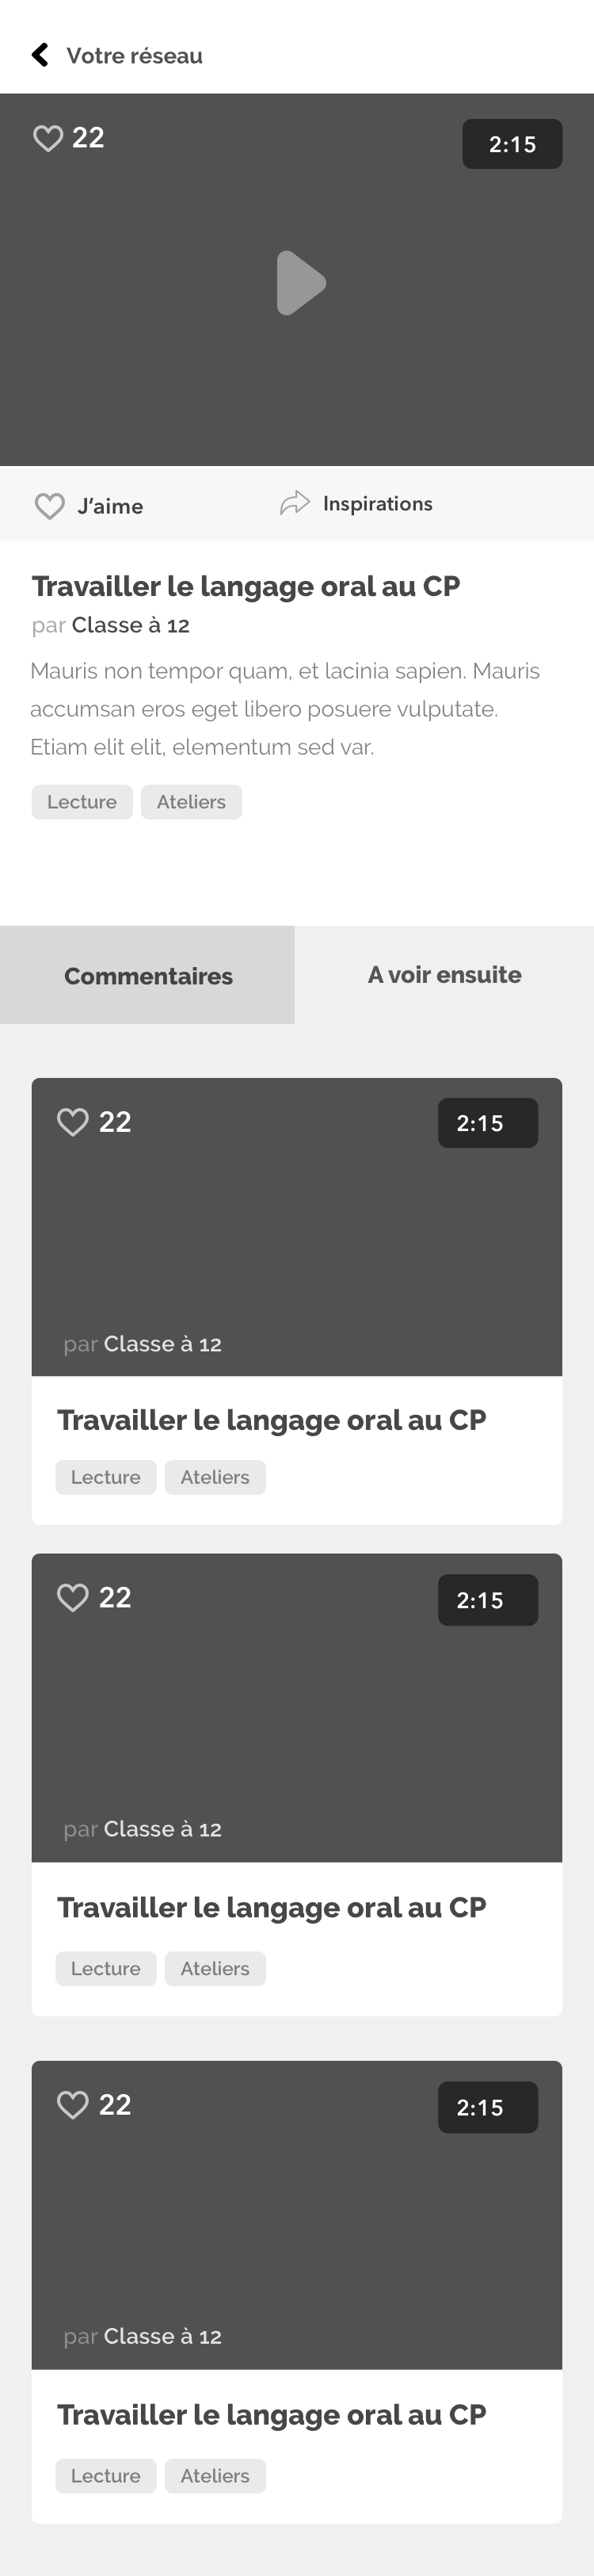 Votre réseau
22
2:15
J’aime
Inspirations
Travailler le langage oral au CP
par Classe à 12
Mauris non tempor quam, et lacinia sapien. Mauris
accumsan eros eget libero posuere vulputate.
Etiam elit elit, elementum sed var.
Lecture
Ateliers
Commentaires
A voir ensuite
22
2:15
par Classe à 12
Travailler le langage oral au CP
Lecture
Ateliers
22
2:15
par Classe à 12
Travailler le langage oral au CP
Lecture
Ateliers
22
2:15
par Classe à 12
Travailler le langage oral au CP
Lecture
Ateliers